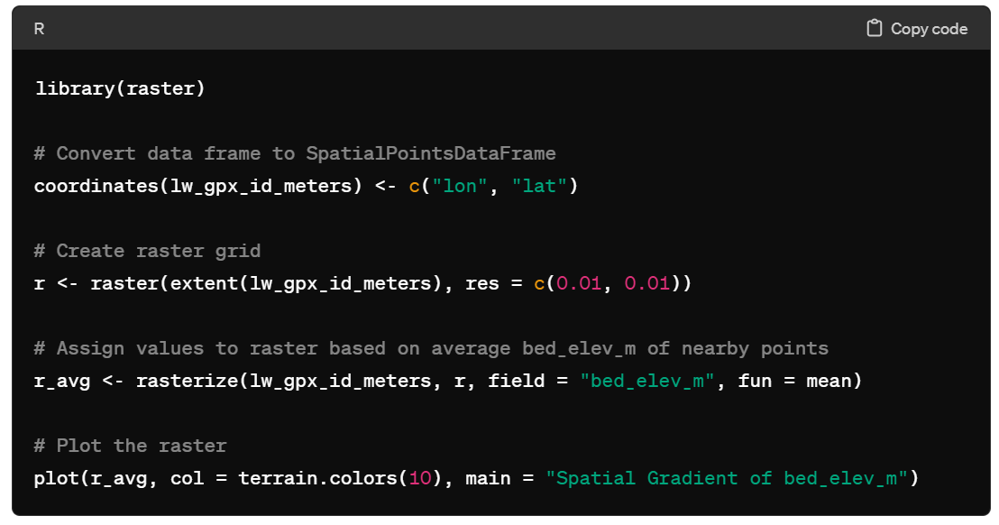 R
Copy code
library(raster)
# Convert data frame to SpatialPointsDataFrame
coordinates(lw_gpx_id_meters) <- c("lon", "lat")
# Create raster grid
r <- raster(extent(lw_gpx_id_meters), res = c(0.01, 0.01))
# Assign values to raster based on average bed_elev_m of nearby points
r_avg <- rasterize(lw_gpx_id_meters, r, field = "bed_elev_m", fun = mean)
# Plot the raster
plot(r_avg, col = terrain.colors(10), main = "Spatial Gradient of bed_elev_m")